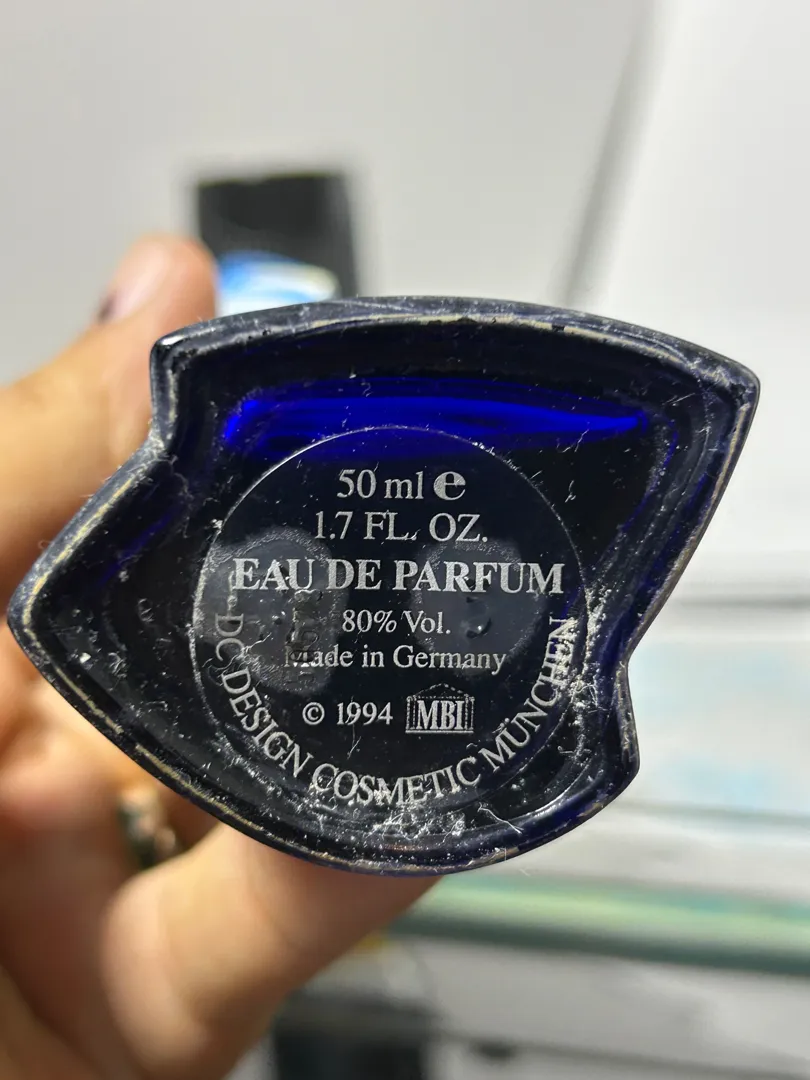 50 ml e
1.7 FL. OZ.
EAU DE PARFUM
80% Vol.
Made in Germany
© 1994 MBI
DC DESIGN COSMETIC MÜNCHEN